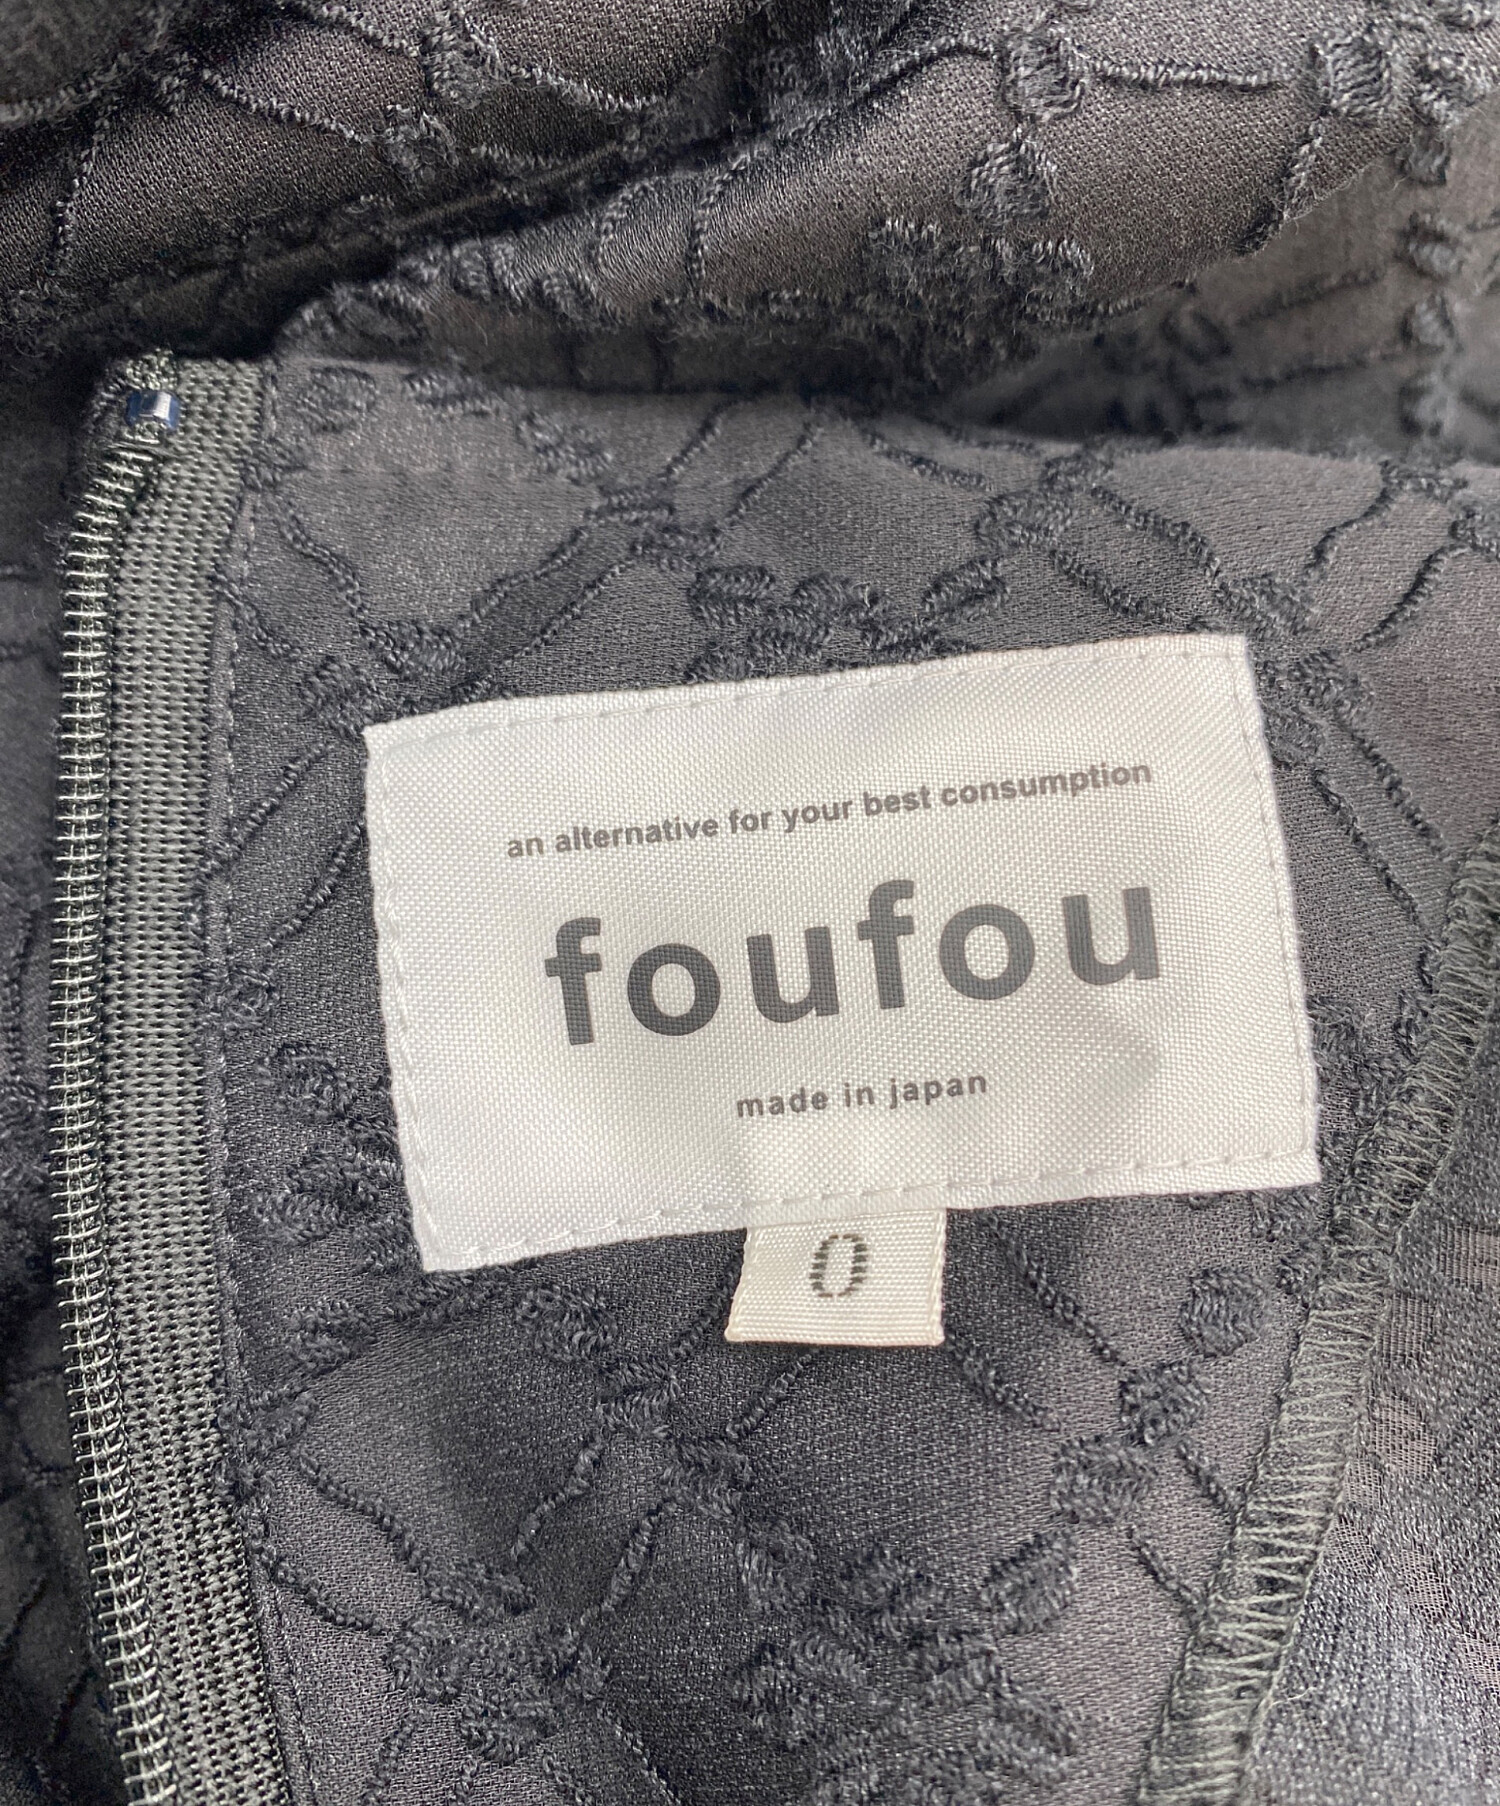 an alternative for your best consumption
foufou
made in japan
0